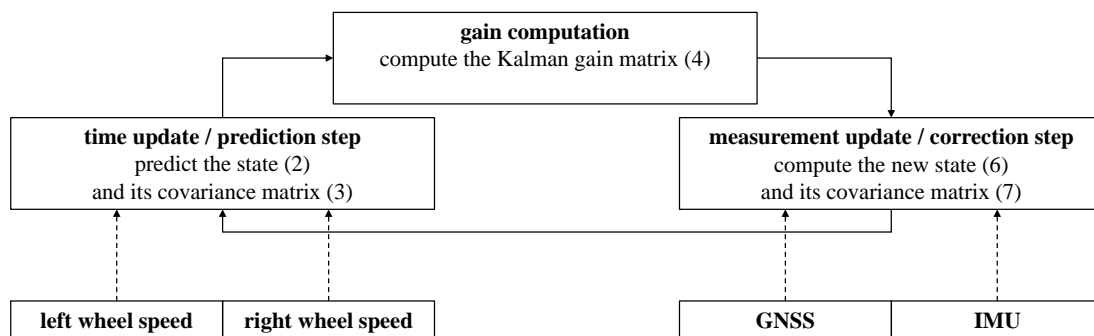 gain computation
compute the Kalman gain matrix (4)
time update / prediction step
predict the state (2)
and its covariance matrix (3)
measurement update / correction step
compute the new state (6)
and its covariance matrix (7)
left wheel speed
right wheel speed
GNSS
IMU